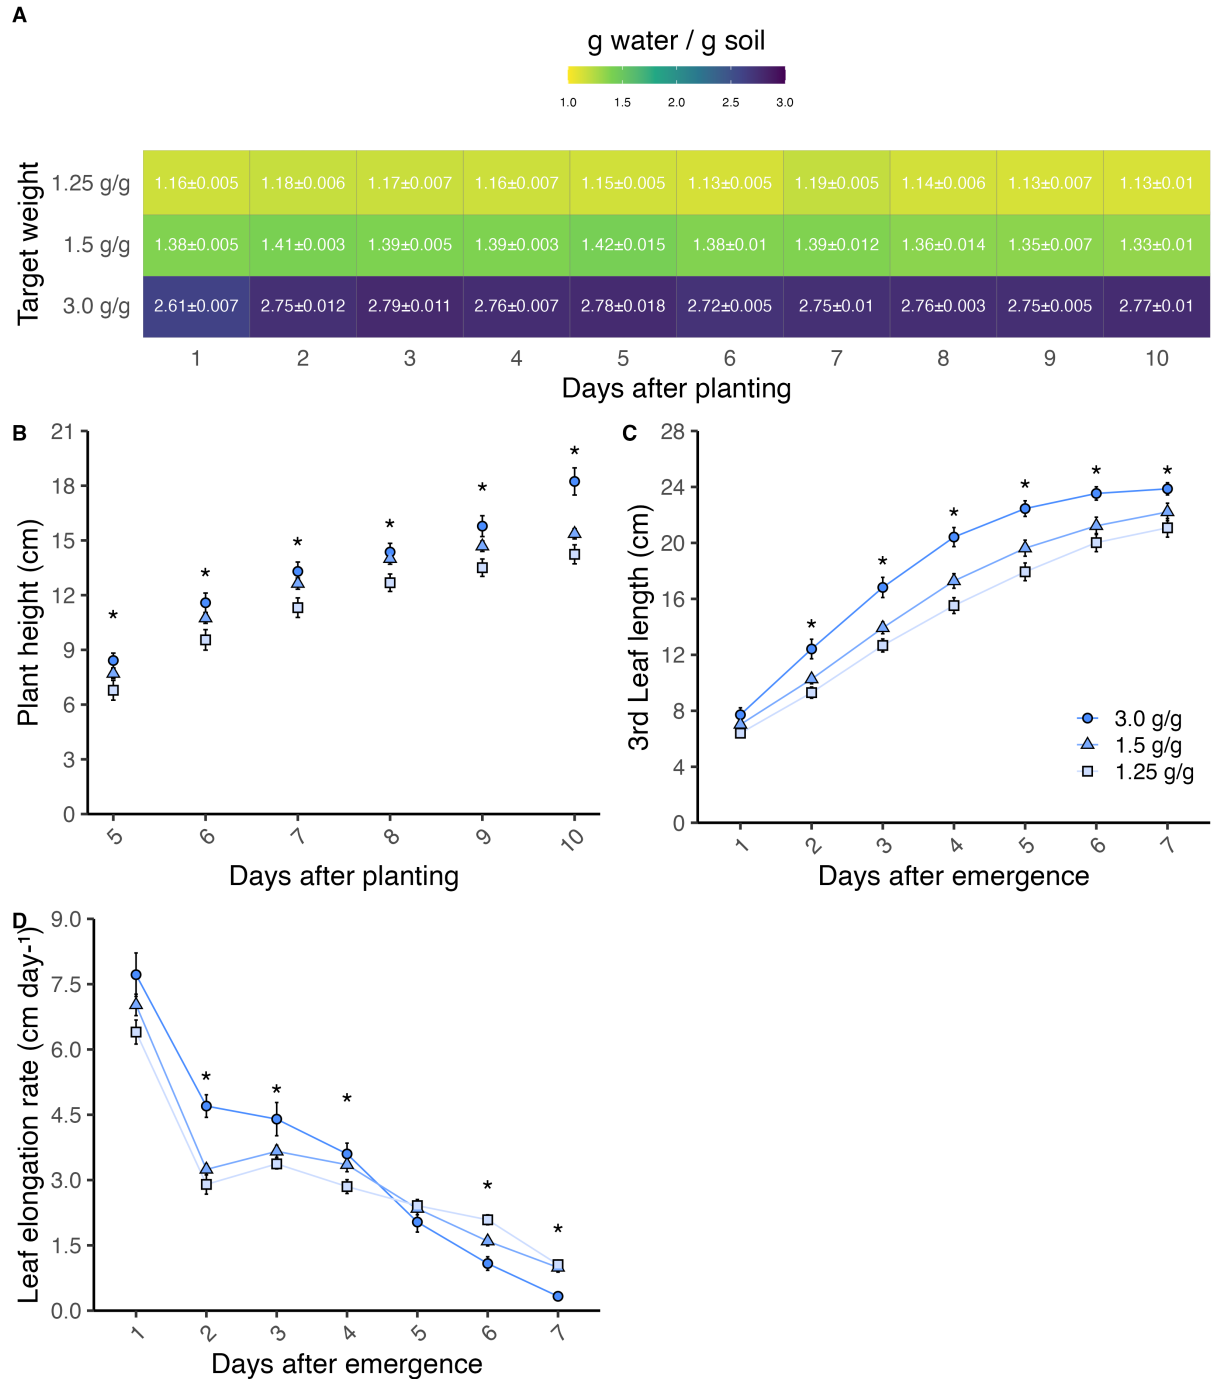 A
g water / g soil
1.0 1.5 2.0 2.5 3.0
Target weight
1.25 g/g 1.16±0.005 1.18±0.006 1.17±0.007 1.16±0.007 1.15±0.005 1.13±0.005 1.19±0.005 1.14±0.006 1.13±0.007 1.13±0.01
1.5 g/g 1.38±0.005 1.41±0.003 1.39±0.005 1.39±0.003 1.42±0.015 1.38±0.01 1.39±0.012 1.36±0.014 1.35±0.007 1.33±0.01
3.0 g/g 2.61±0.007 2.75±0.012 2.79±0.011 2.76±0.007 2.78±0.018 2.72±0.005 2.75±0.01 2.76±0.003 2.75±0.005 2.77±0.01
1 2 3 4 5 6 7 8 9 10
Days after planting
B
Plant height (cm)
21
18
15
12
9
6
3
0
* * * * * *
5 6 7 8 9 10
Days after planting
C
3rd Leaf length (cm)
28
24
20
16
12
8
4
0
* * * * * *
3.0 g/g
1.5 g/g
1.25 g/g
1 2 3 4 5 6 7
Days after emergence
D
Leaf elongation rate (cm day-¹)
9.0
7.5
6.0
4.5
3.0
1.5
0.0
* * * * *
1 2 3 4 5 6 7
Days after emergence